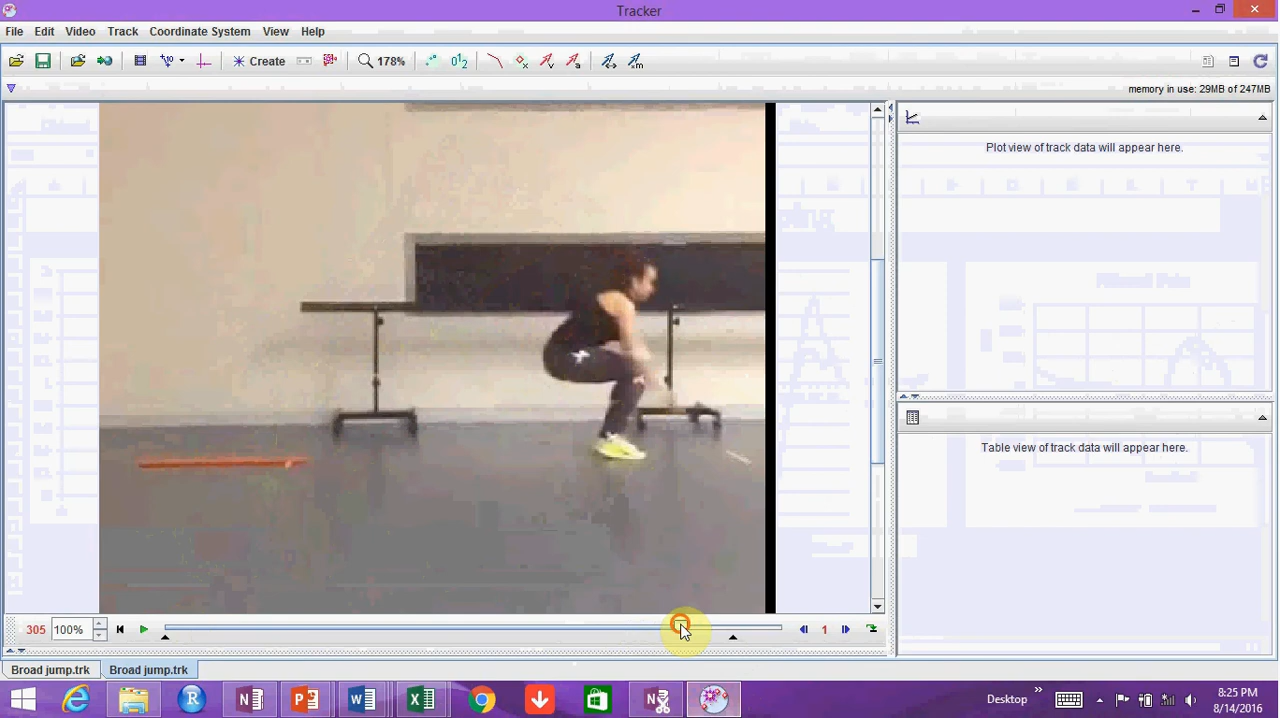 Tracker
File Edit Video Track Coordinate System View Help
Create 178%
memory in use: 29MB of 247MB
Plot view of track data will appear here.
Table view of track data will appear here.
305 100% 1
Broad jump.trk Broad jump.trk
Desktop
8:25 PM
8/14/2016